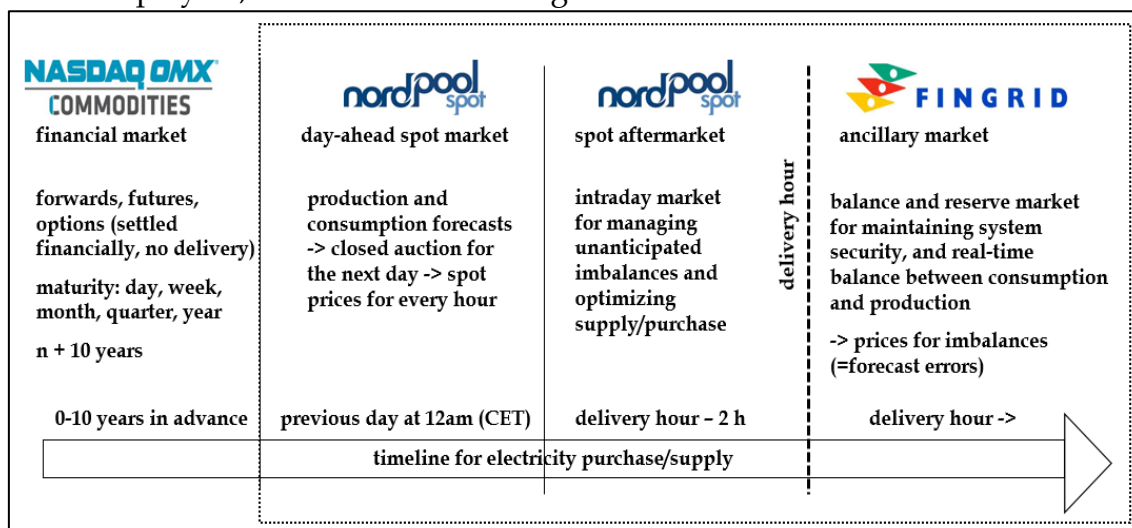 NASDAQ OMX
COMMODITIES
financial market
forwards, futures,
options (settled
financially, no delivery)
maturity: day, week,
month, quarter, year
n + 10 years
0-10 years in advance
nordpool
spot
day-ahead spot market
production and
consumption forecasts
-> closed auction for
the next day -> spot
prices for every hour
previous day at 12am (CET)
nordpool
spot
spot aftermarket
intraday market
for managing
unanticipated
imbalances and
optimizing
supply/purchase
delivery hour – 2 h
delivery hour
FINGRID
ancillary market
balance and reserve market
for maintaining system
security, and real-time
balance between consumption
and production
-> prices for imbalances
(=forecast errors)
delivery hour ->
timeline for electricity purchase/supply